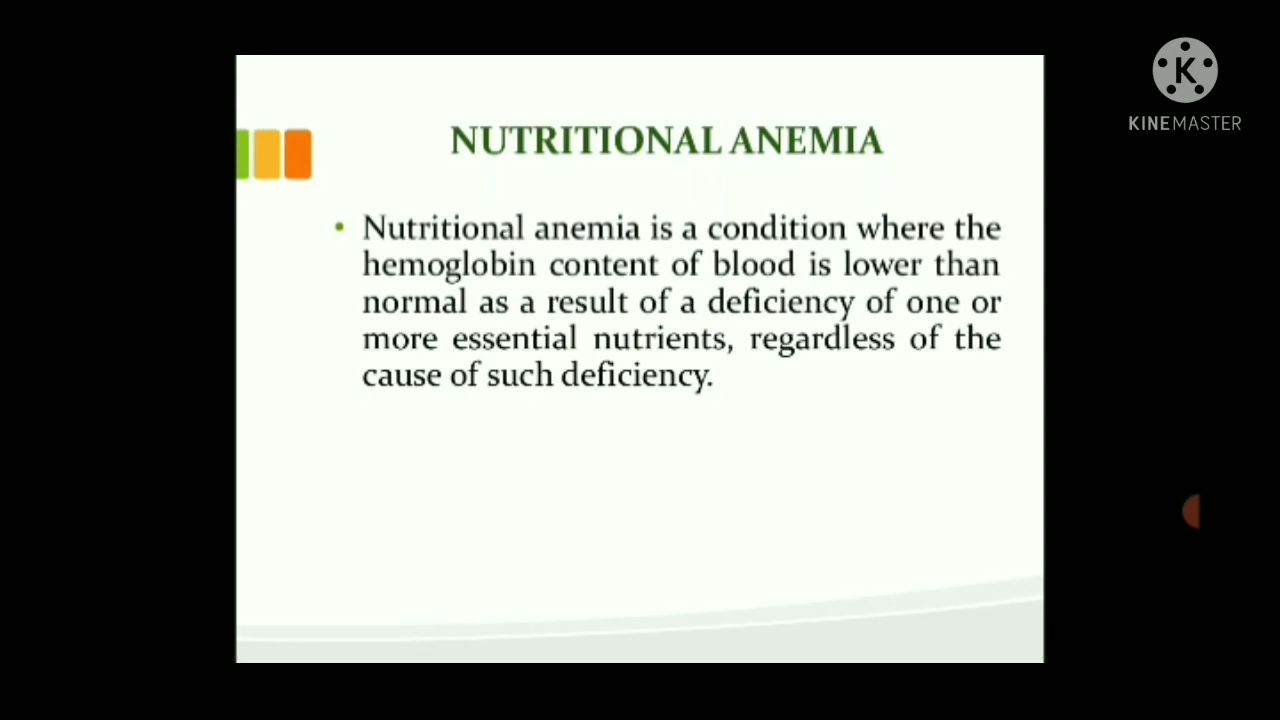 NUTRITIONAL ANEMIA
• Nutritional anemia is a condition where the
hemoglobin content of blood is lower than
normal as a result of a deficiency of one or
more essential nutrients, regardless of the
cause of such deficiency.
K
KINEMASTER